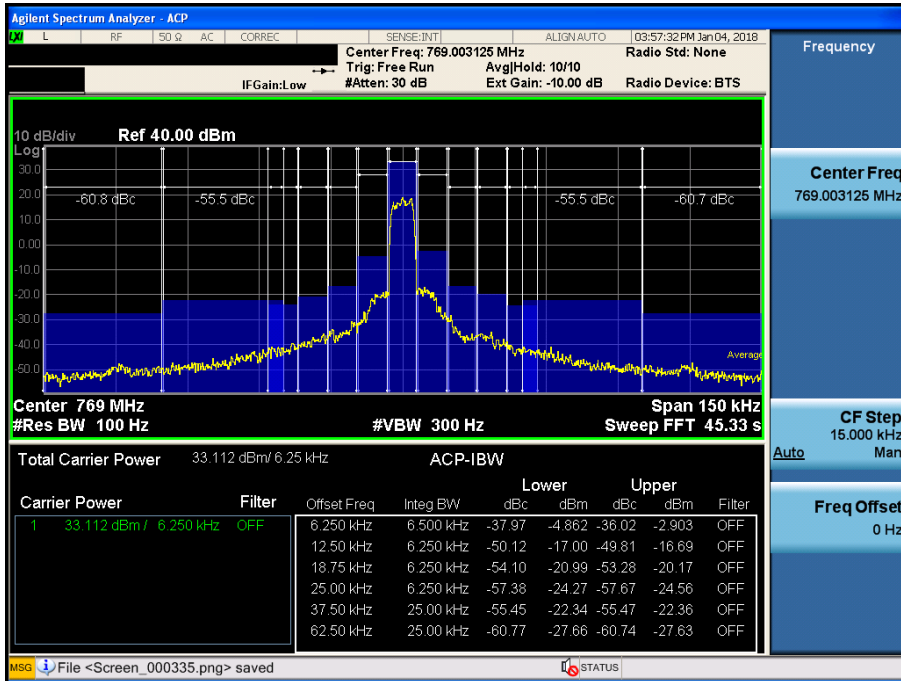 Agilent Spectrum Analyzer - ACP
LXI L RF 50 Ω AC CORREC SENSE:INT ALIGN AUTO 03:57:32 PM Jan 04, 2018
Center Freq: 769.003125 MHz Radio Std: None
Trig: Free Run Avg|Hold: 10/10
IFGain:Low #Atten: 30 dB Ext Gain: -10.00 dB Radio Device: BTS
Frequency
10 dB/div Ref 40.00 dBm
Log
30.0
20.0
10.0
0.00
-10.0
-20.0
-30.0
-40.0
-50.0
-60.8 dBc -55.5 dBc -55.5 dBc -60.7 dBc
Average
Center 769 MHz Span 150 kHz
#Res BW 100 Hz #VBW 300 Hz Sweep FFT 45.33 s
Center Freq
769.003125 MHz
CF Step
15.000 kHz
Auto Man
Freq Offset
0 Hz
Total Carrier Power 33.112 dBm/ 6.25 kHz ACP-IBW
Lower Upper
Carrier Power Filter Offset Freq Integ BW dBc dBm dBc dBm Filter
1 33.112 dBm / 6.250 kHz OFF
6.250 kHz 6.500 kHz -37.97 -4.862 -36.02 -2.903 OFF
12.50 kHz 6.250 kHz -50.12 -17.00 -49.81 -16.69 OFF
18.75 kHz 6.250 kHz -54.10 -20.99 -53.28 -20.17 OFF
25.00 kHz 6.250 kHz -57.38 -24.27 -57.67 -24.56 OFF
37.50 kHz 25.00 kHz -55.45 -22.34 -55.47 -22.36 OFF
62.50 kHz 25.00 kHz -60.77 -27.66 -60.74 -27.63 OFF
MSG File <Screen_000335.png> saved STATUS